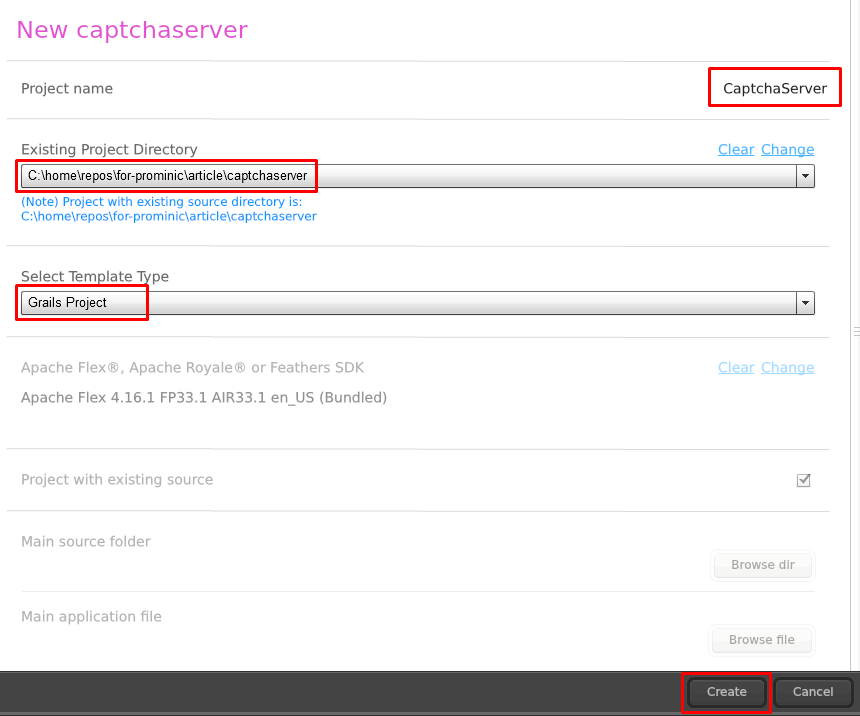 New captchaserver
Project name
CaptchaServer
Existing Project Directory
Clear Change
C:\home\repos\for-prominic\article\captchaserver
(Note) Project with existing source directory is:
C:\home\repos\for-prominic\article\captchaserver
Select Template Type
Grails Project
Apache Flex®, Apache Royale® or Feathers SDK
Clear Change
Apache Flex 4.16.1 FP33.1 AIR33.1 en_US (Bundled)
Project with existing source
Main source folder
Browse dir
Main application file
Browse file
Create
Cancel